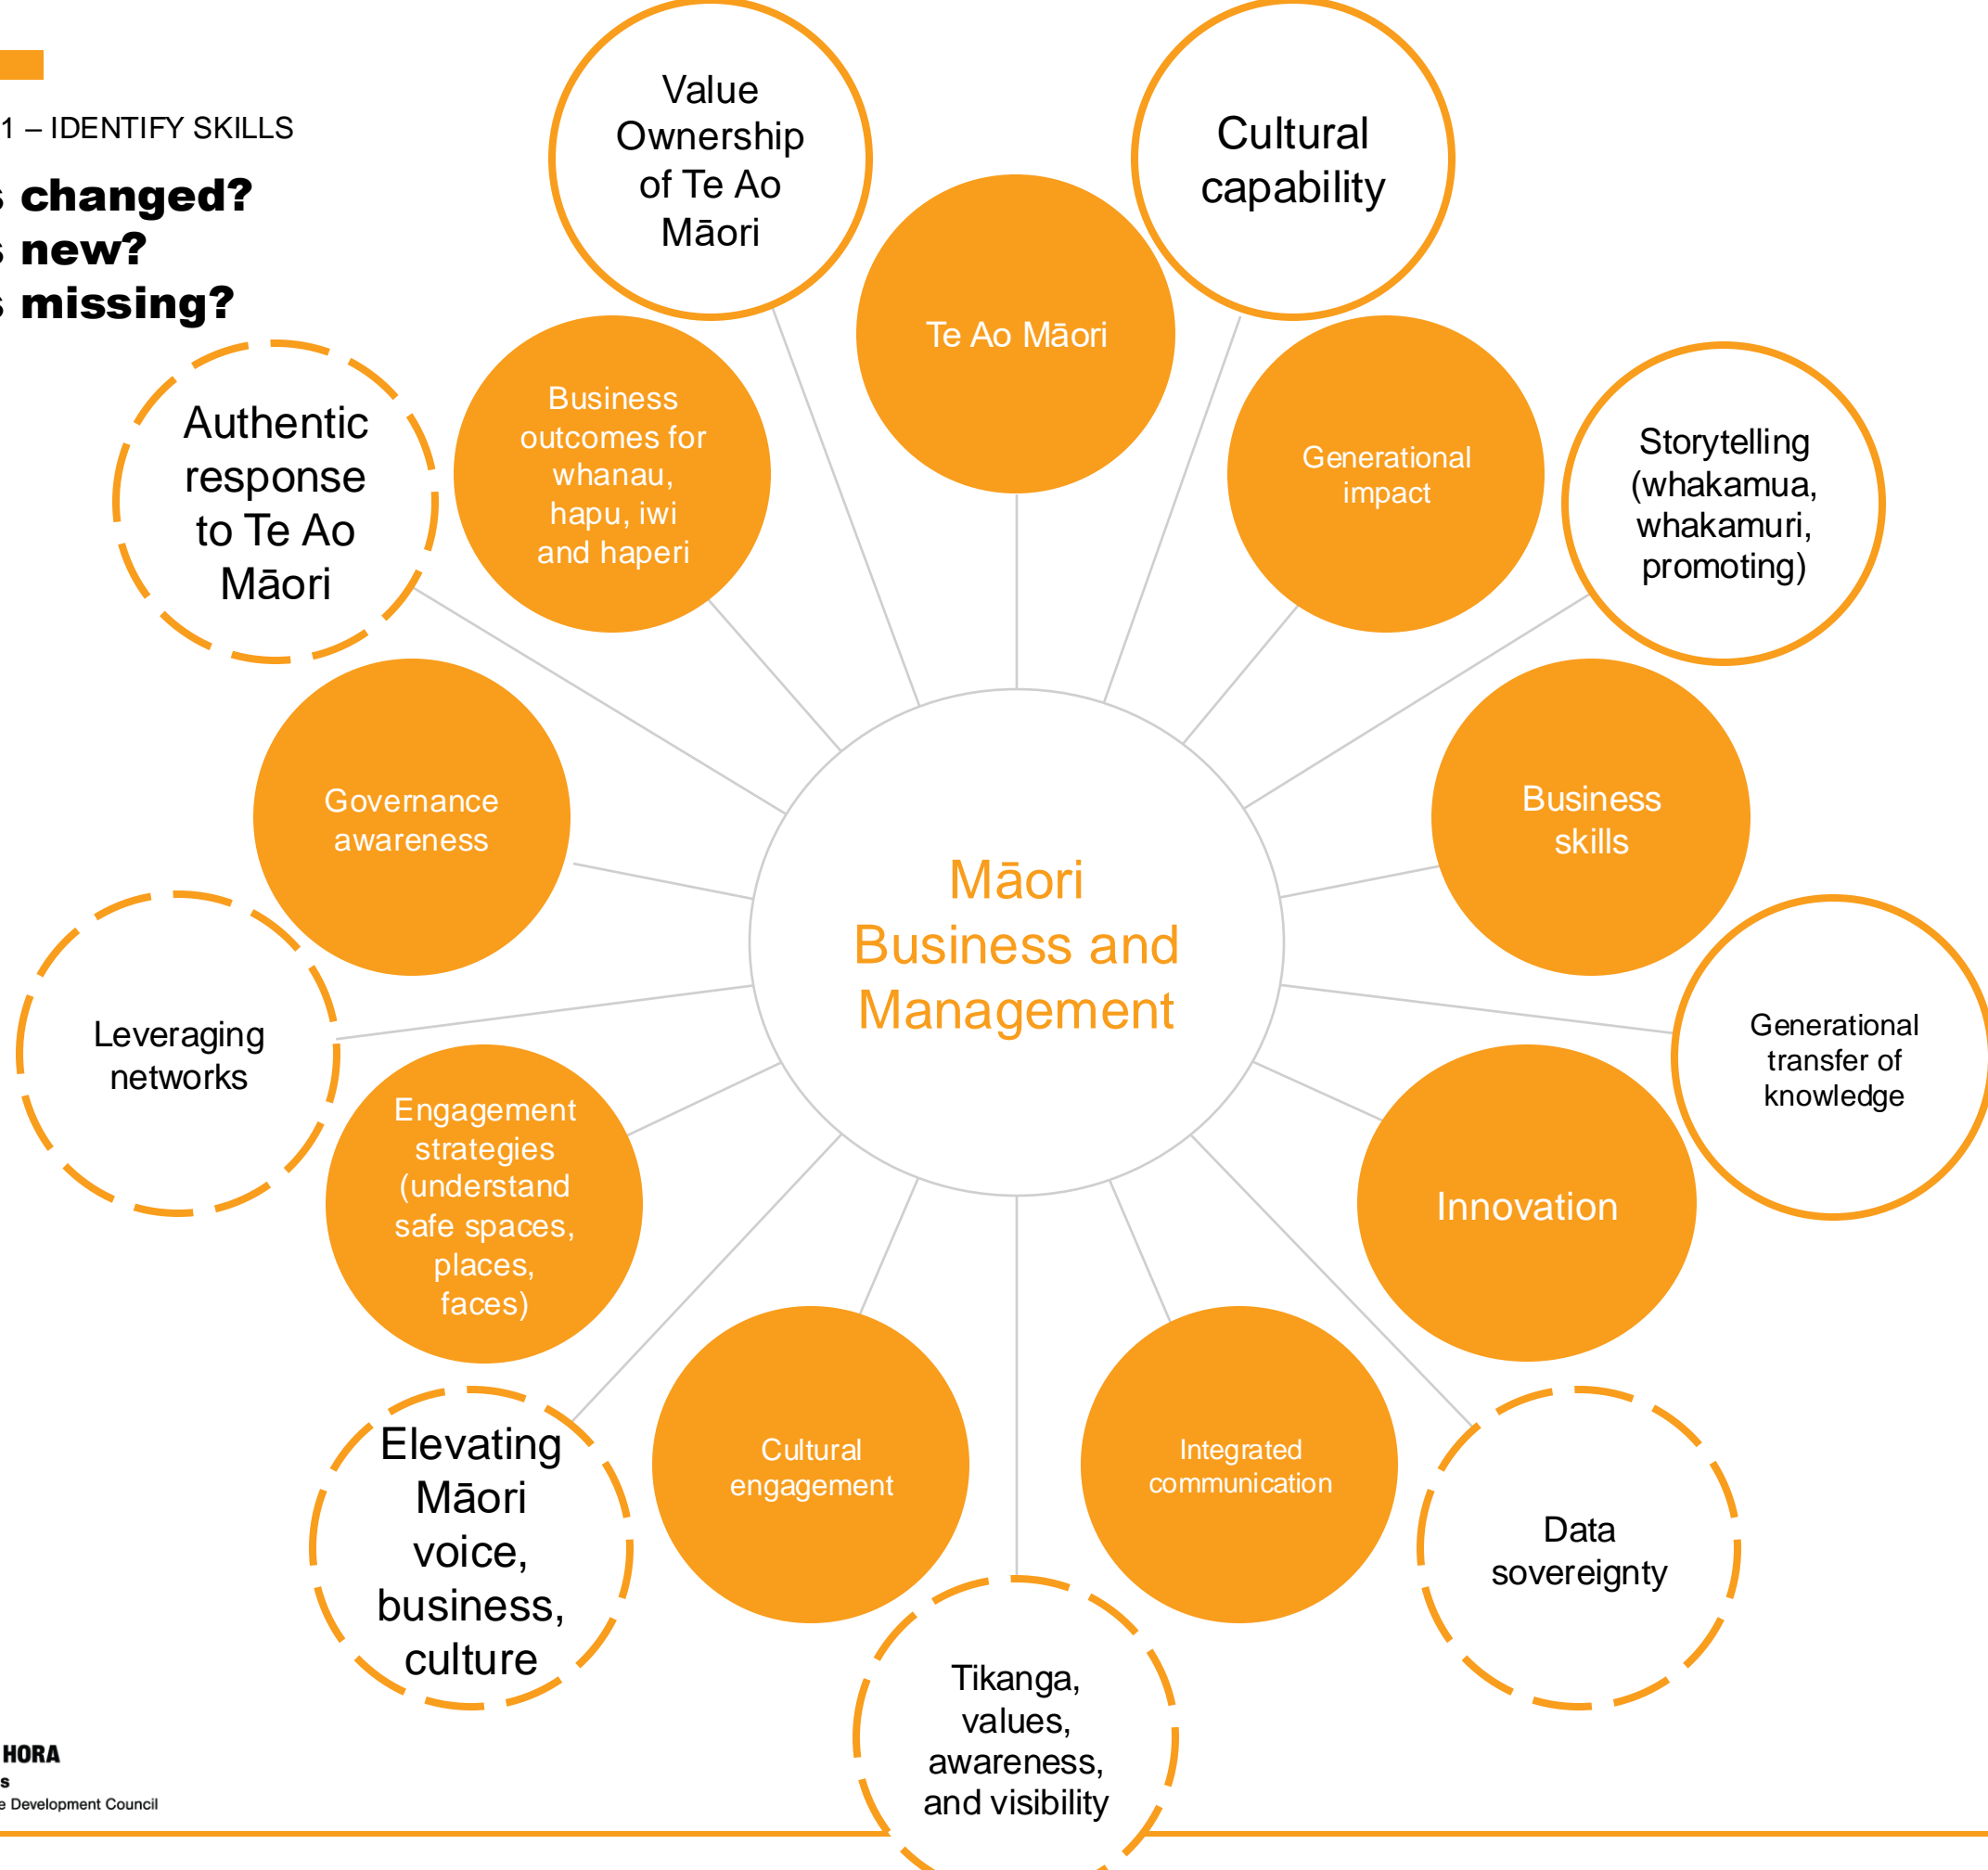 1 – IDENTIFY SKILLS
s changed?
s new?
s missing?
Value
Ownership
of Te Ao
Māori
Cultural
capability
Te Ao Māori
Business
outcomes for
whanau,
hapu, iwi
and haperi
Generational
impact
Authentic
response
to Te Ao
Māori
Storytelling
(whakamua,
whakamuri,
promoting)
Governance
awareness
Business
skills
Māori
Business and
Management
Leveraging
networks
Generational
transfer of
knowledge
Engagement
strategies
(understand
safe spaces,
places,
faces)
Innovation
Elevating
Māori
voice,
business,
culture
Cultural
engagement
Integrated
communication
Data
sovereignty
Tikanga,
values,
awareness,
and visibility
HORA
s
e Development Council